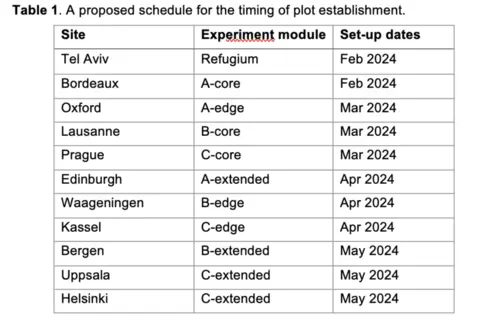 Table 1. A proposed schedule for the timing of plot establishment.
Site Experiment module Set-up dates
Tel Aviv Refugium Feb 2024
Bordeaux A-core Feb 2024
Oxford A-edge Mar 2024
Lausanne B-core Mar 2024
Prague C-core Mar 2024
Edinburgh A-extended Apr 2024
Waageningen B-edge Apr 2024
Kassel C-edge Apr 2024
Bergen B-extended May 2024
Uppsala C-extended May 2024
Helsinki C-extended May 2024